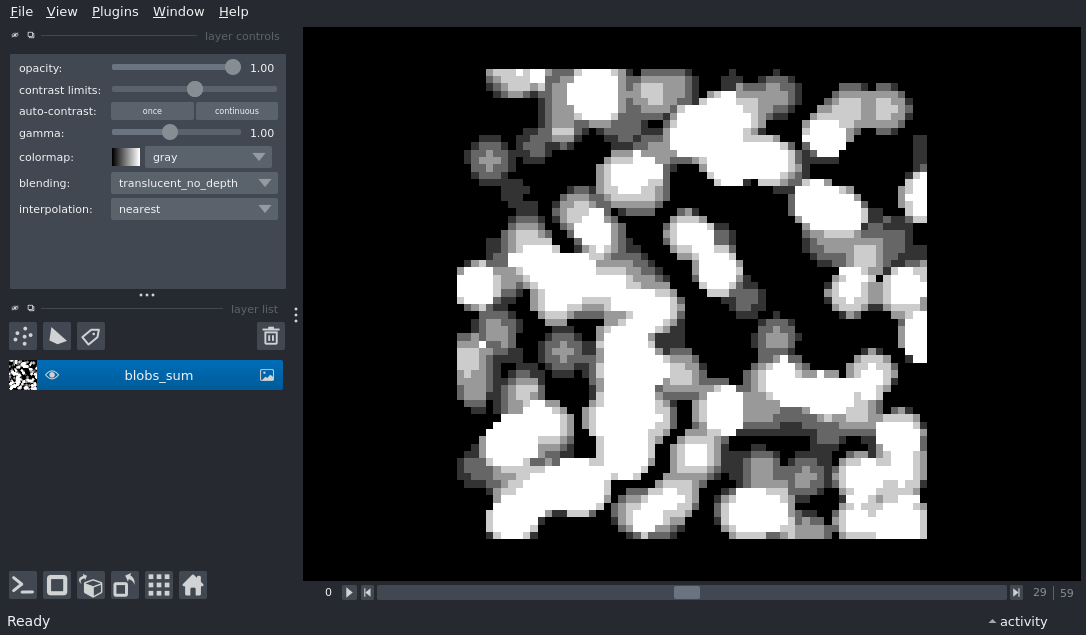 File View Plugins Window Help
layer controls
opacity: 1.00
contrast limits:
auto-contrast: once continuous
gamma: 1.00
colormap: gray
blending: translucent_no_depth
interpolation: nearest
layer list
blobs_sum
0 29 59
Ready activity